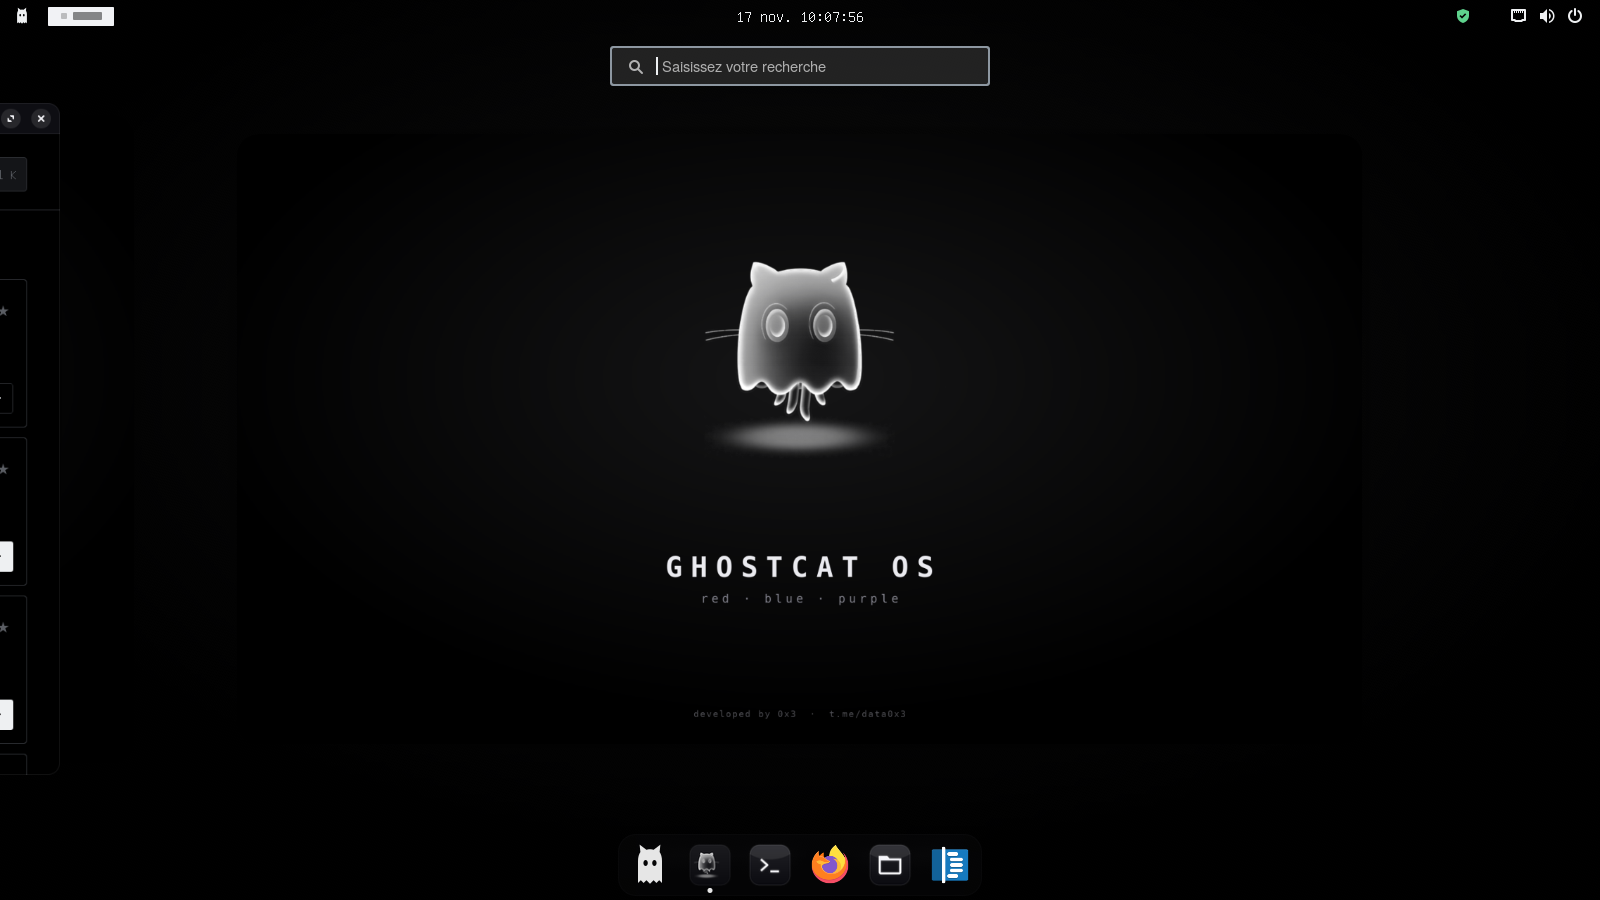 17 nov. 10:07:56
Saisissez votre recherche
K
GHOSTCAT OS
red · blue · purple
developed by 0x3 · t.me/data0x3